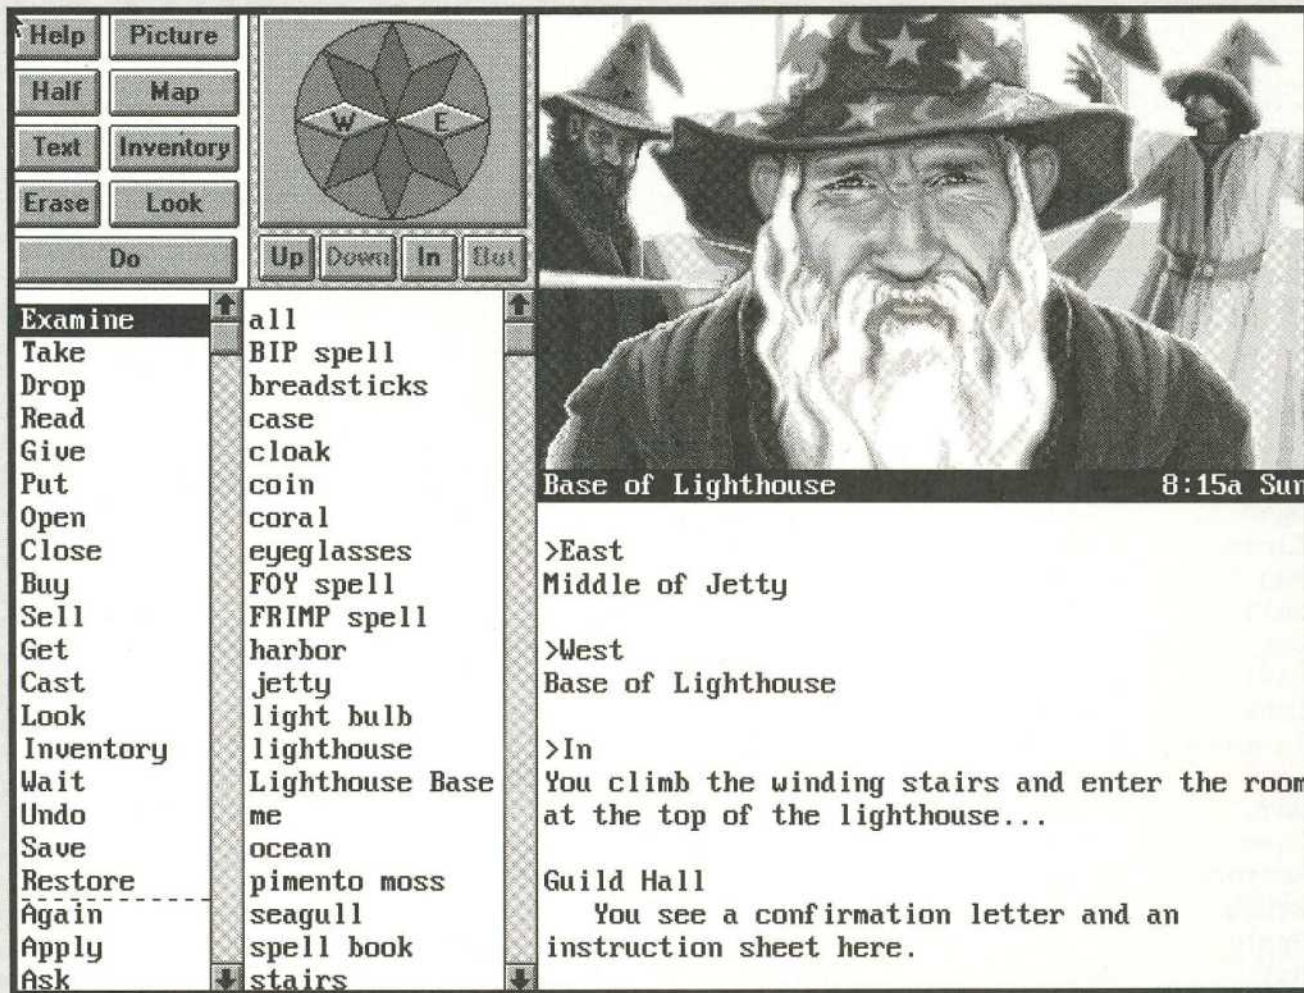 Help Picture
Half Map
Text Inventory
Erase Look
Do
W E
Up Down In Out
Examine
Take
Drop
Read
Give
Put
Open
Close
Buy
Sell
Get
Cast
Look
Inventory
Wait
Undo
Save
Restore
Again
Apply
Ask
all
BIP spell
breadsticks
case
cloak
coin
coral
eyeglasses
FOY spell
FRIMP spell
harbor
jetty
light bulb
lighthouse
Lighthouse Base
me
ocean
pimento moss
seagull
spell book
stairs
Base of Lighthouse 8:15a Sun
>East
Middle of Jetty
>West
Base of Lighthouse
>In
You climb the winding stairs and enter the room
at the top of the lighthouse...
Guild Hall
You see a confirmation letter and an
instruction sheet here.